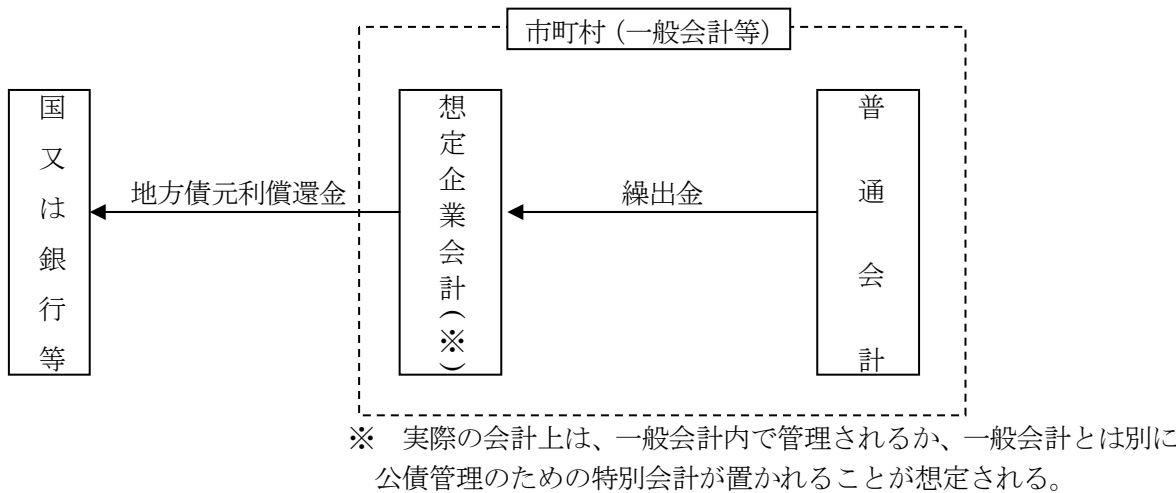 市町村（一般会計等）
国又は銀行等
地方債元利償還金
想定企業会計（※）
繰出金
普通会計
※　実際の会計上は、一般会計内で管理されるか、一般会計とは別に
公債管理のための特別会計が置かれることが想定される。